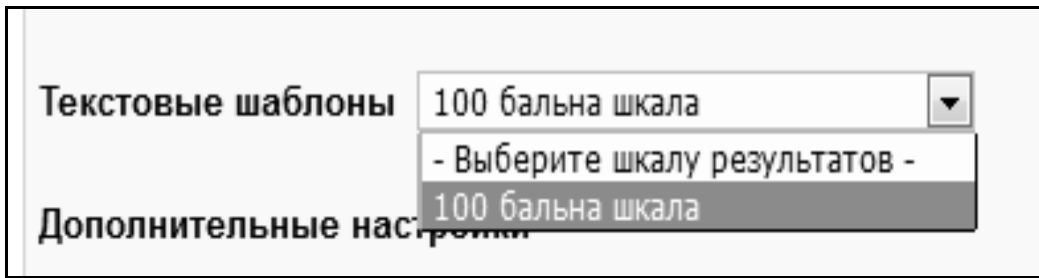 Текстовые шаблоны 100 бальна шкала
- Выберите шкалу результатов -
100 бальна шкала
Дополнительные настройки